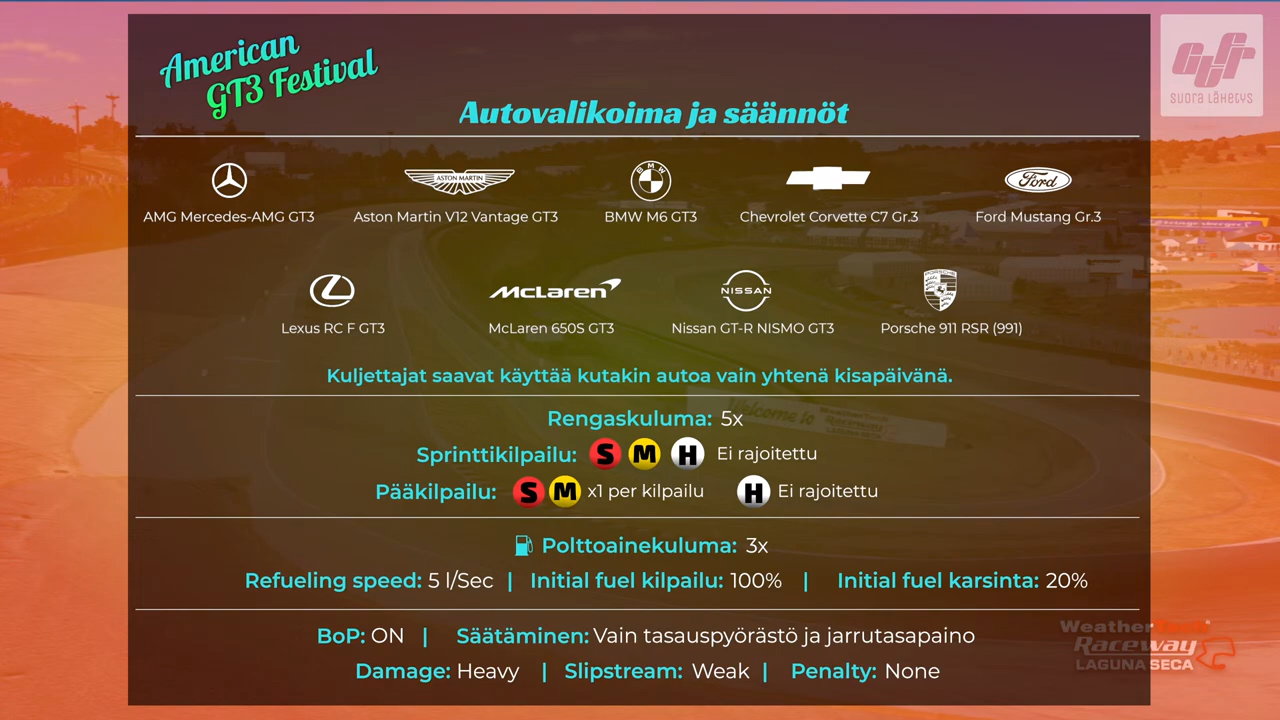 American
GT3 Festival
SUORA LÄHETYS
Autovalikoima ja säännöt
ASTON MARTIN
BMW
Ford
AMG Mercedes-AMG GT3
Aston Martin V12 Vantage GT3
BMW M6 GT3
Chevrolet Corvette C7 Gr.3
Ford Mustang Gr.3
McLaren
NISSAN
PORSCHE
Lexus RC F GT3
McLaren 650S GT3
Nissan GT-R NISMO GT3
Porsche 911 RSR (991)
Kuljettajat saavat käyttää kutakin autoa vain yhtenä kisapäivänä.
Welcome to
Rengaskuluma: 5x
Sprinttikilpailu: S M H Ei rajoitettu
Pääkilpailu: S M x1 per kilpailu H Ei rajoitettu
Polttoainekuluma: 3x
Refueling speed: 5 l/Sec | Initial fuel kilpailu: 100% | Initial fuel karsinta: 20%
BoP: ON | Säätäminen: Vain tasauspyörästö ja jarrutasapaino
Damage: Heavy | Slipstream: Weak | Penalty: None
WeatherTech
Raceway
LAGUNA SECA